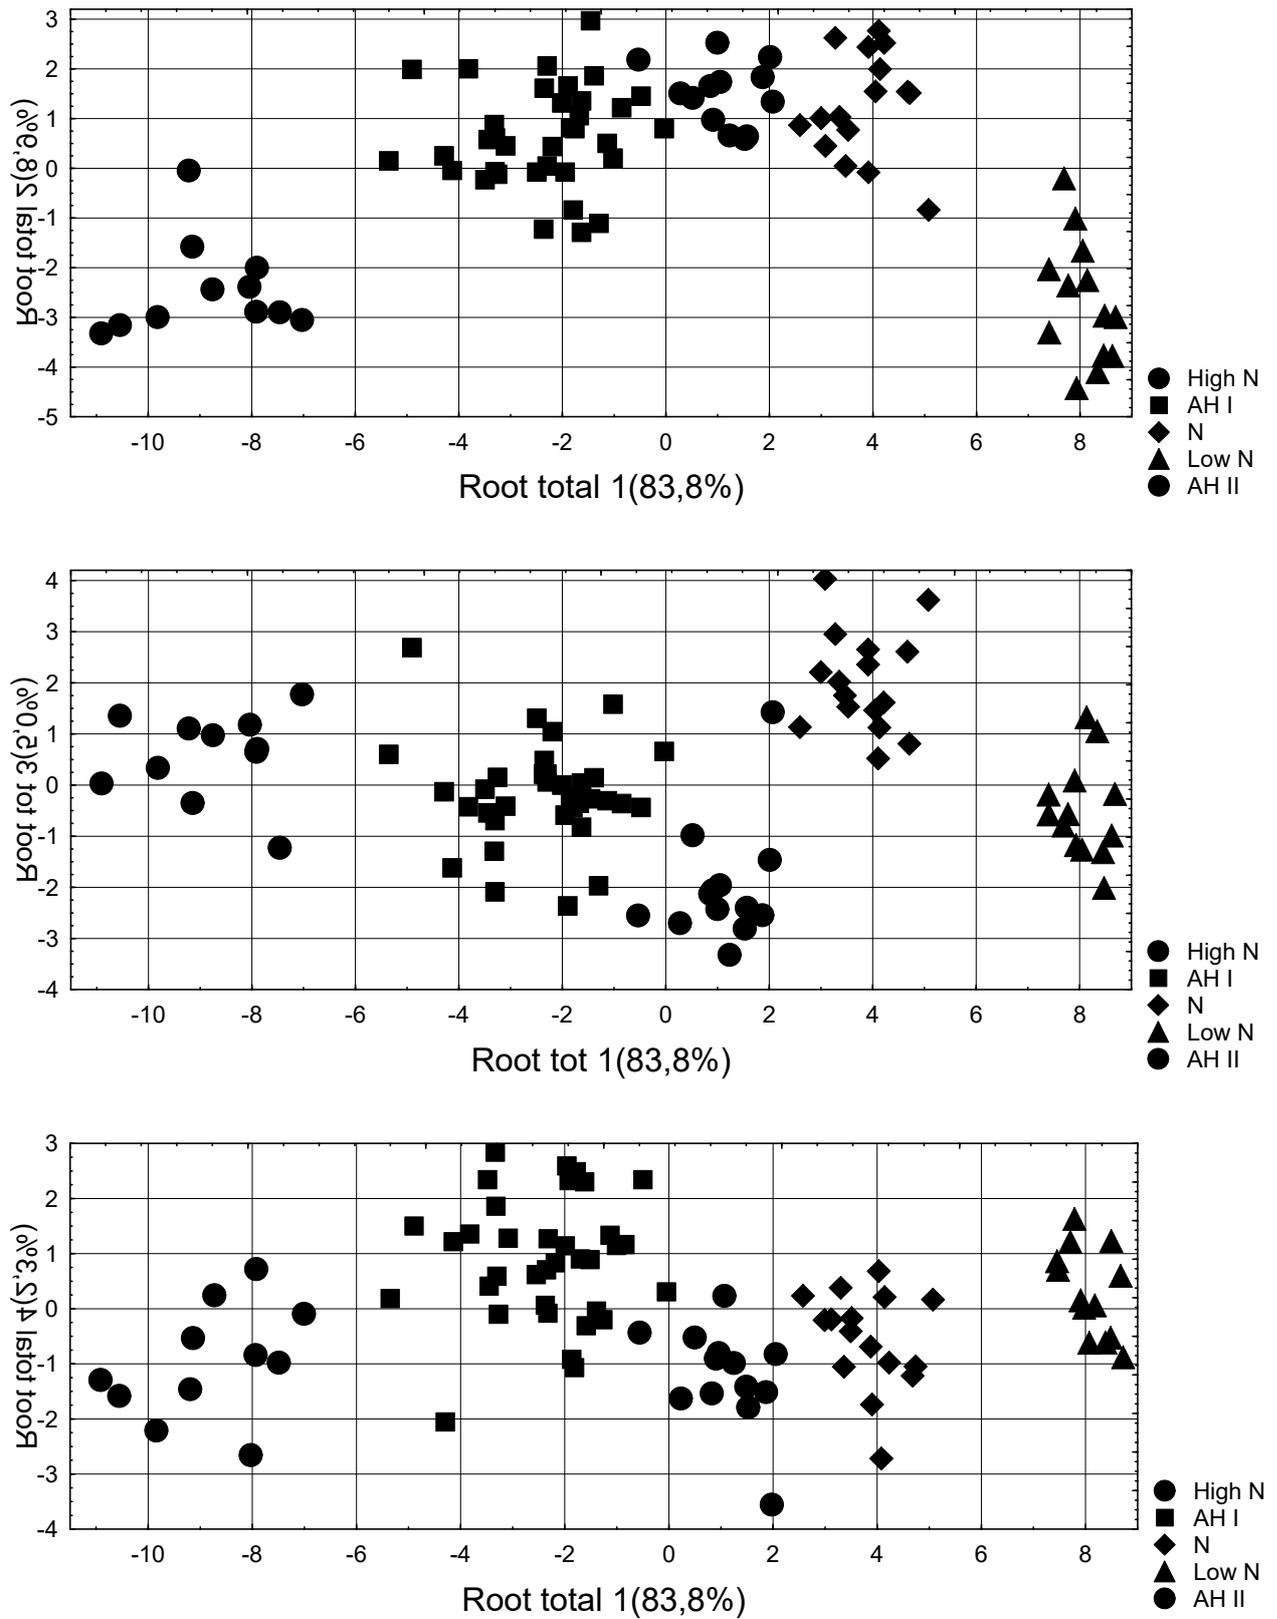 3
2
1
0
-1
-2
-3
-4
-5
Root total 2(8,9%)
-10 -8 -6 -4 -2 0 2 4 6 8
Root total 1(83,8%)
High N
AH I
N
Low N
AH II
4
3
2
1
0
-1
-2
-3
-4
Root tot 3(5,0%)
-10 -8 -6 -4 -2 0 2 4 6 8
Root tot 1(83,8%)
High N
AH I
N
Low N
AH II
3
2
1
0
-1
-2
-3
-4
Root total 4(2,3%)
-10 -8 -6 -4 -2 0 2 4 6 8
Root total 1(83,8%)
High N
AH I
N
Low N
AH II